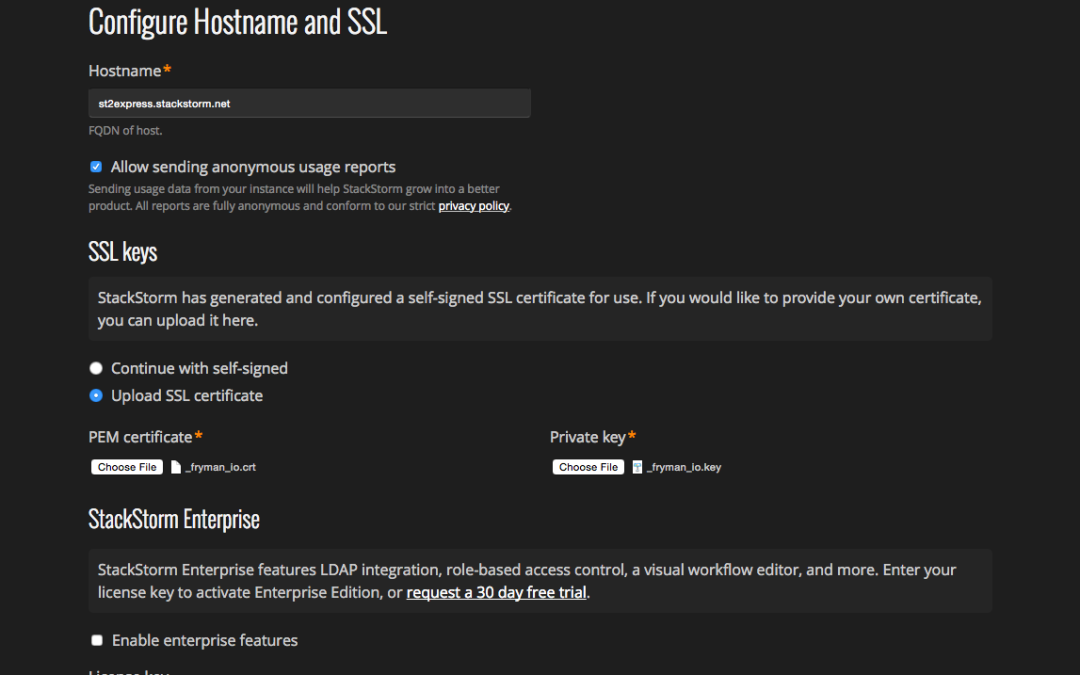 Configure Hostname and SSL
Hostname*
st2express.stackstorm.net
FQDN of host.
Allow sending anonymous usage reports
Sending usage data from your instance will help StackStorm grow into a better
product. All reports are fully anonymous and conform to our strict privacy policy.
SSL keys
StackStorm has generated and configured a self-signed SSL certificate for use. If you would like to provide your own certificate,
you can upload it here.
Continue with self-signed
Upload SSL certificate
PEM certificate* Private key*
Choose File _fryman_io.crt Choose File _fryman_io.key
StackStorm Enterprise
StackStorm Enterprise features LDAP integration, role-based access control, a visual workflow editor, and more. Enter your
license key to activate Enterprise Edition, or request a 30 day free trial.
Enable enterprise features
License key